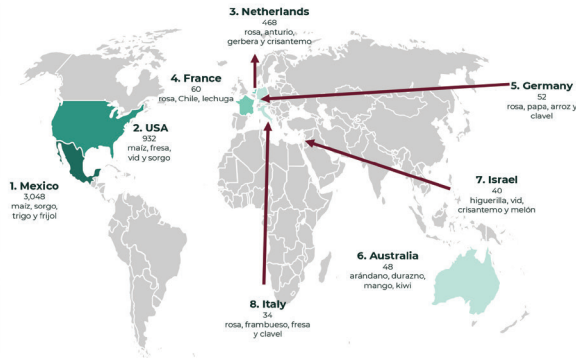 3. Netherlands
468
rosa, anturio,
gerbera y crisantemo
4. France
60
rosa, Chile, lechuga
5. Germany
52
rosa, papa, arroz y
clavel
2. USA
932
maíz, fresa,
vid y sorgo
1. Mexico
3,048
maíz, sorgo,
trigo y frijol
7. Israel
40
higuerilla, vid,
crisantemo y melón
6. Australia
48
arándano, durazno,
mango, kiwi
8. Italy
34
rosa, frambueso, fresa
y clavel